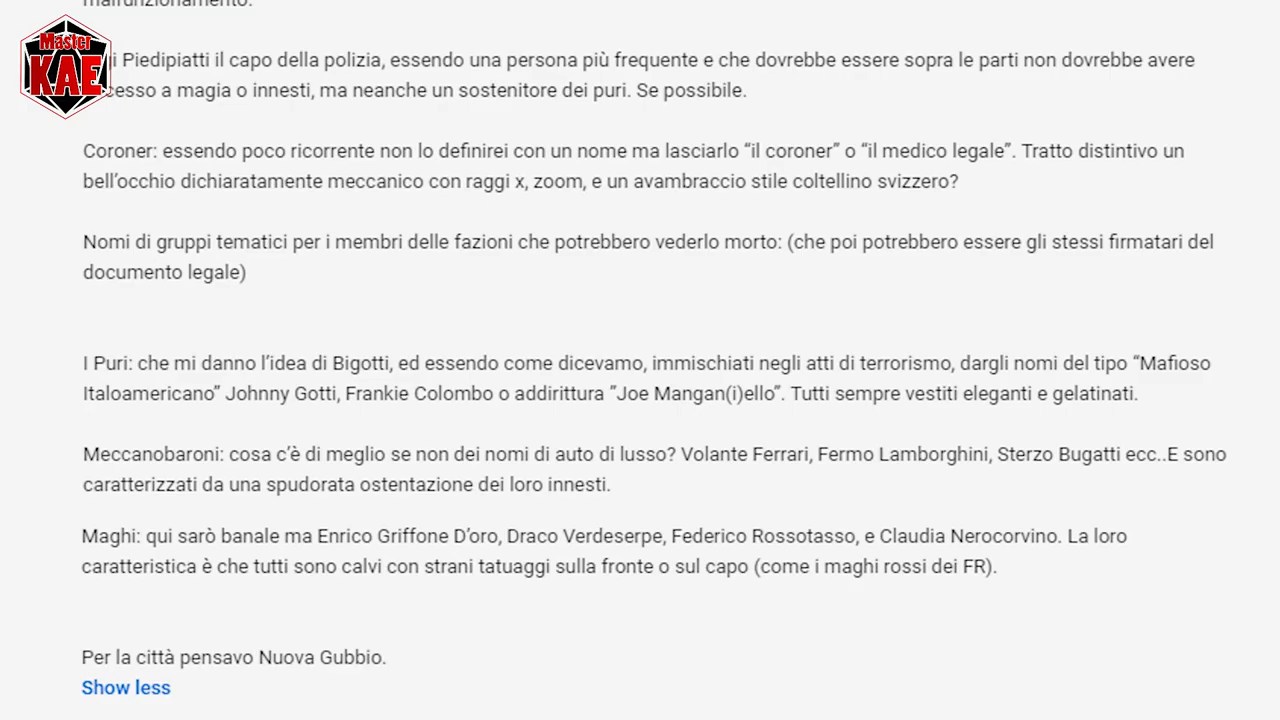 malfunzionamento.
Master
KAE
i Piedipiatti il capo della polizia, essendo una persona più frequente e che dovrebbe essere sopra le parti non dovrebbe avere
cesso a magia o innesti, ma neanche un sostenitore dei puri. Se possibile.
Coroner: essendo poco ricorrente non lo definirei con un nome ma lasciarlo “il coroner” o “il medico legale”. Tratto distintivo un
bell’occhio dichiaratamente meccanico con raggi x, zoom, e un avambraccio stile coltellino svizzero?
Nomi di gruppi tematici per i membri delle fazioni che potrebbero vederlo morto: (che poi potrebbero essere gli stessi firmatari del
documento legale)
I Puri: che mi danno l’idea di Bigotti, ed essendo come dicevamo, immischiati negli atti di terrorismo, dargli nomi del tipo “Mafioso
Italoamericano” Johnny Gotti, Frankie Colombo o addirittura ”Joe Mangan(i)ello”. Tutti sempre vestiti eleganti e gelatinati.
Meccanobaroni: cosa c’è di meglio se non dei nomi di auto di lusso? Volante Ferrari, Fermo Lamborghini, Sterzo Bugatti ecc..E sono
caratterizzati da una spudorata ostentazione dei loro innesti.
Maghi: qui sarò banale ma Enrico Griffone D’oro, Draco Verdeserpe, Federico Rossotasso, e Claudia Nerocorvino. La loro
caratteristica è che tutti sono calvi con strani tatuaggi sulla fronte o sul capo (come i maghi rossi dei FR).
Per la città pensavo Nuova Gubbio.
Show less